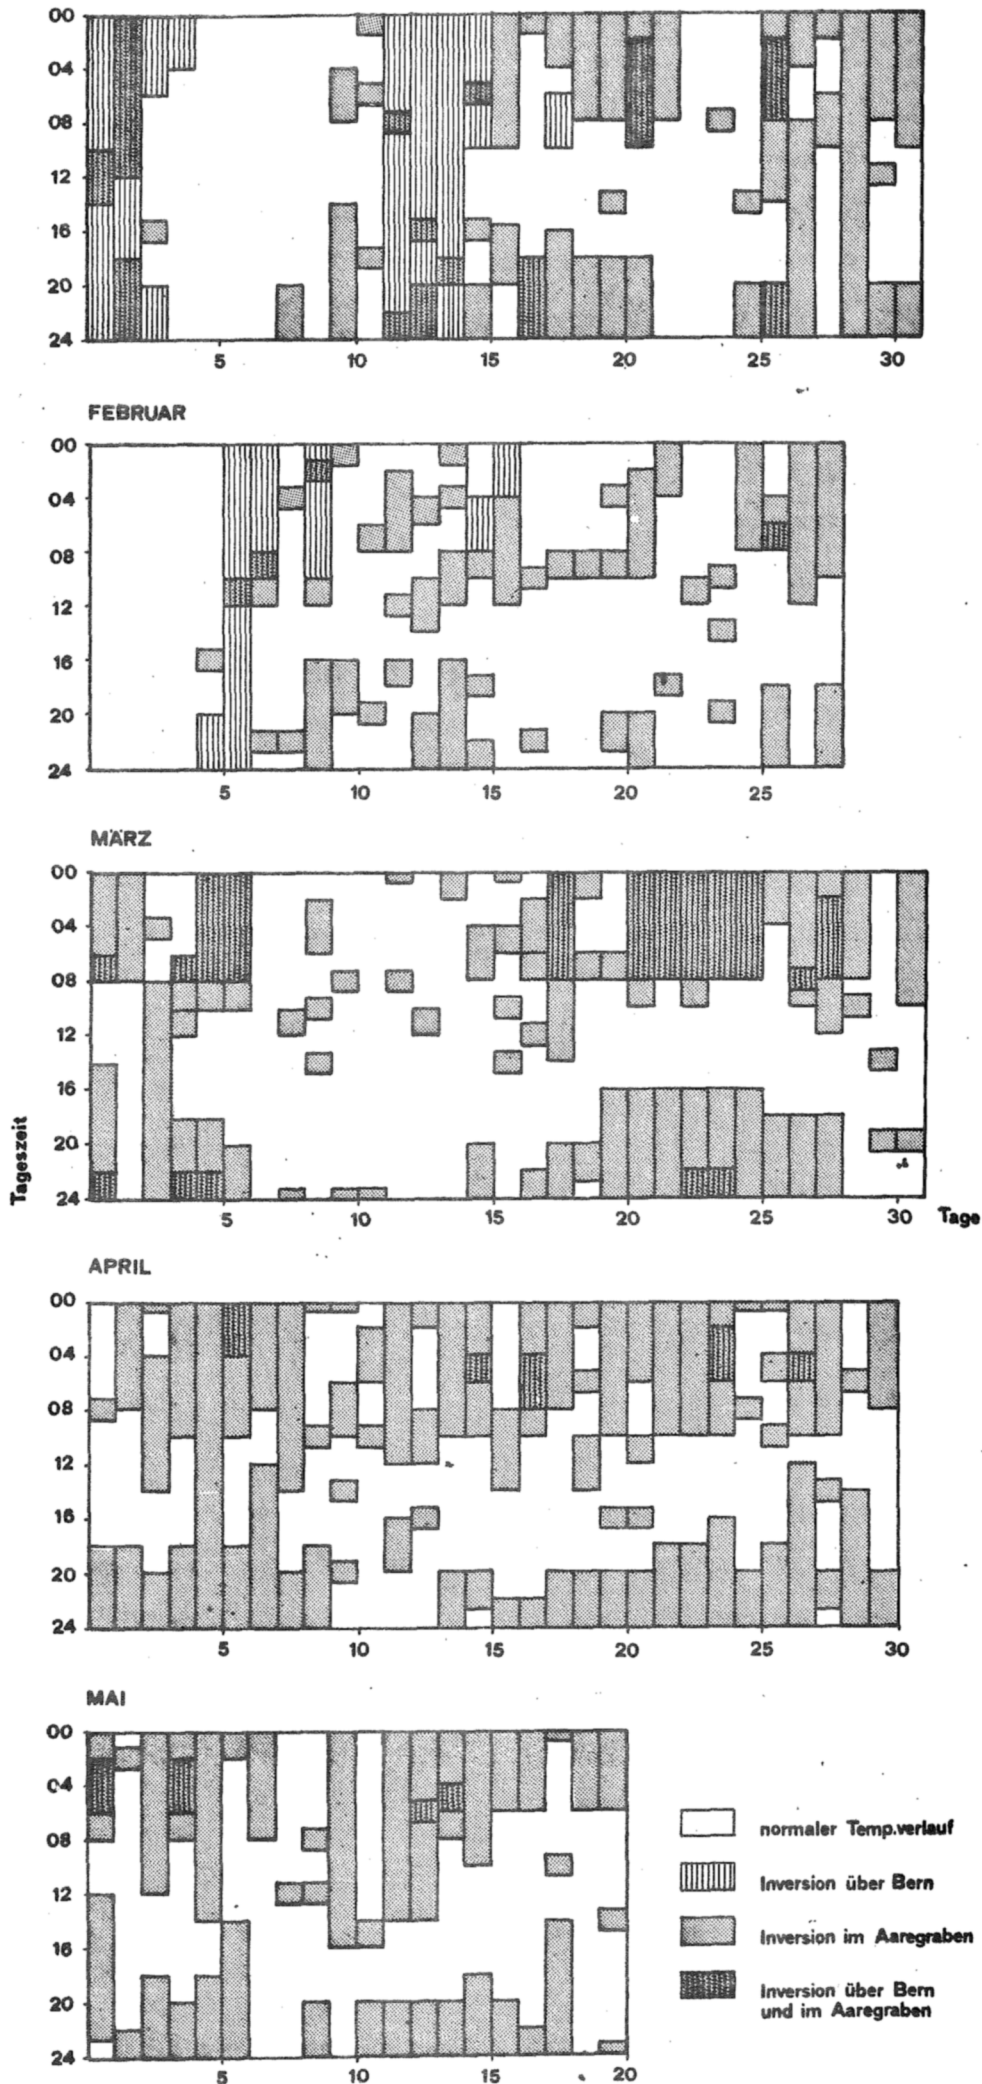 00
04
08
12
16
20
24
5 10 15 20 25 30
FEBRUAR
00
04
08
12
16
20
24
5 10 15 20 25
MÄRZ
00
04
08
12
16
20
24
Tageszeit
5 10 15 20 25 30 Tage
APRIL
00
04
08
12
16
20
24
5 10 15 20 25 30
MAI
00
04
08
12
16
20
24
5 10 15 20
normaler Temp.verlauf
Inversion über Bern
Inversion im Aaregraben
Inversion über Bern
und im Aaregraben